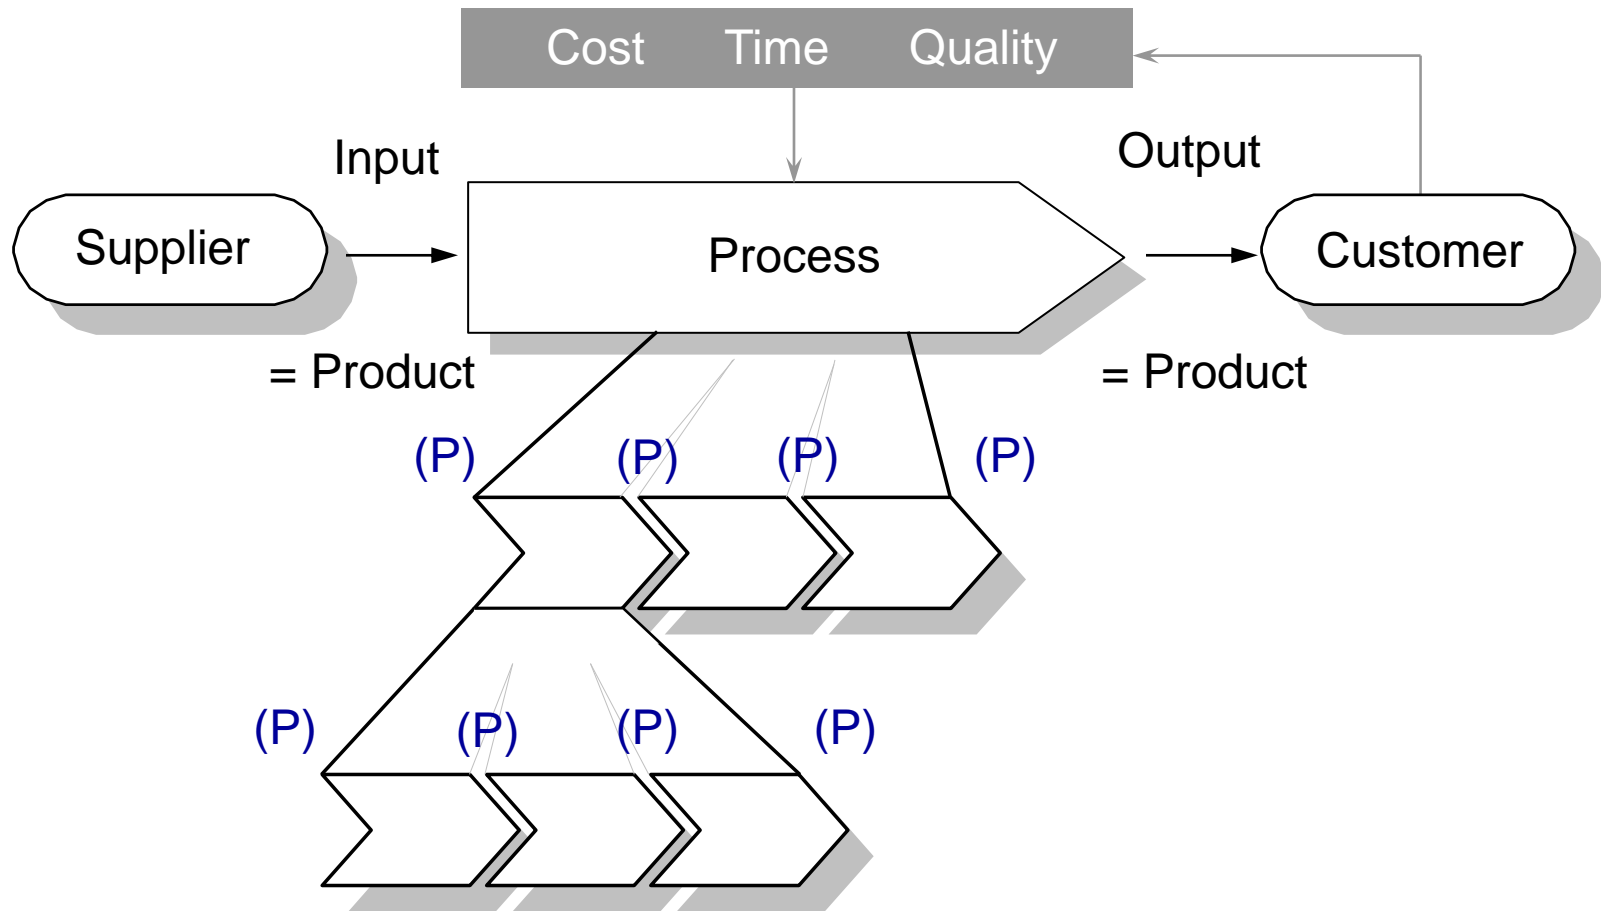 Cost Time Quality
Input
Output
Supplier
Process
Customer
= Product
= Product
(P) (P) (P) (P)
(P) (P) (P) (P)